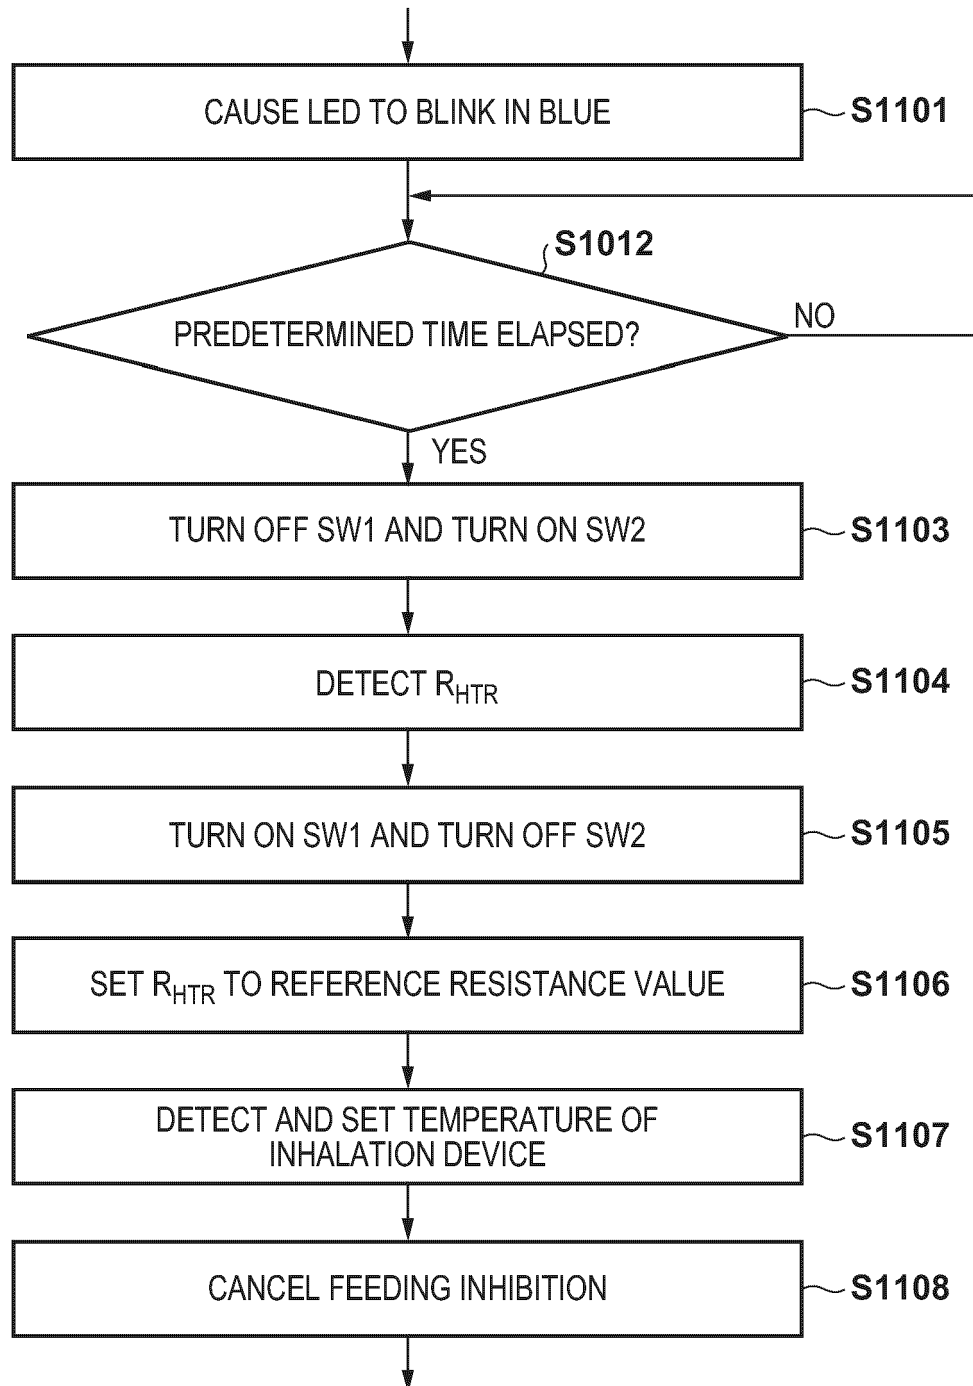 CAUSE LED TO BLINK IN BLUE
S1101
S1012
PREDETERMINED TIME ELAPSED?
NO
YES
TURN OFF SW1 AND TURN ON SW2
S1103
DETECT RHTR
S1104
TURN ON SW1 AND TURN OFF SW2
S1105
SET RHTR TO REFERENCE RESISTANCE VALUE
S1106
DETECT AND SET TEMPERATURE OF
INHALATION DEVICE
S1107
CANCEL FEEDING INHIBITION
S1108